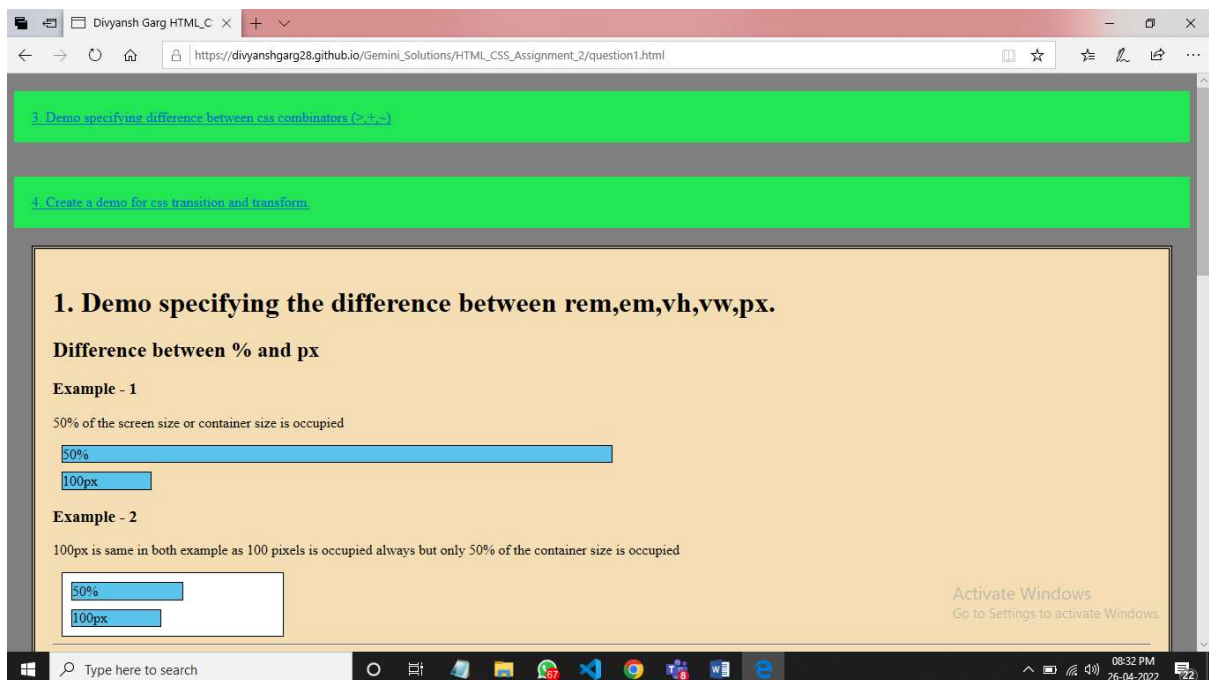 Divyansh Garg HTML_C
https://divyanshgarg28.github.io/Gemini_Solutions/HTML_CSS_Assignment_2/question1.html
3. Demo specifying difference between css combinators (>,+,~)
4. Create a demo for css transition and transform.
1. Demo specifying the difference between rem,em,vh,vw,px.
Difference between % and px
Example - 1
50% of the screen size or container size is occupied
50%
100px
Example - 2
100px is same in both example as 100 pixels is occupied always but only 50% of the container size is occupied
50%
100px
Activate Windows
Go to Settings to activate Windows.
Type here to search
67
8
08:32 PM
26-04-2022
22